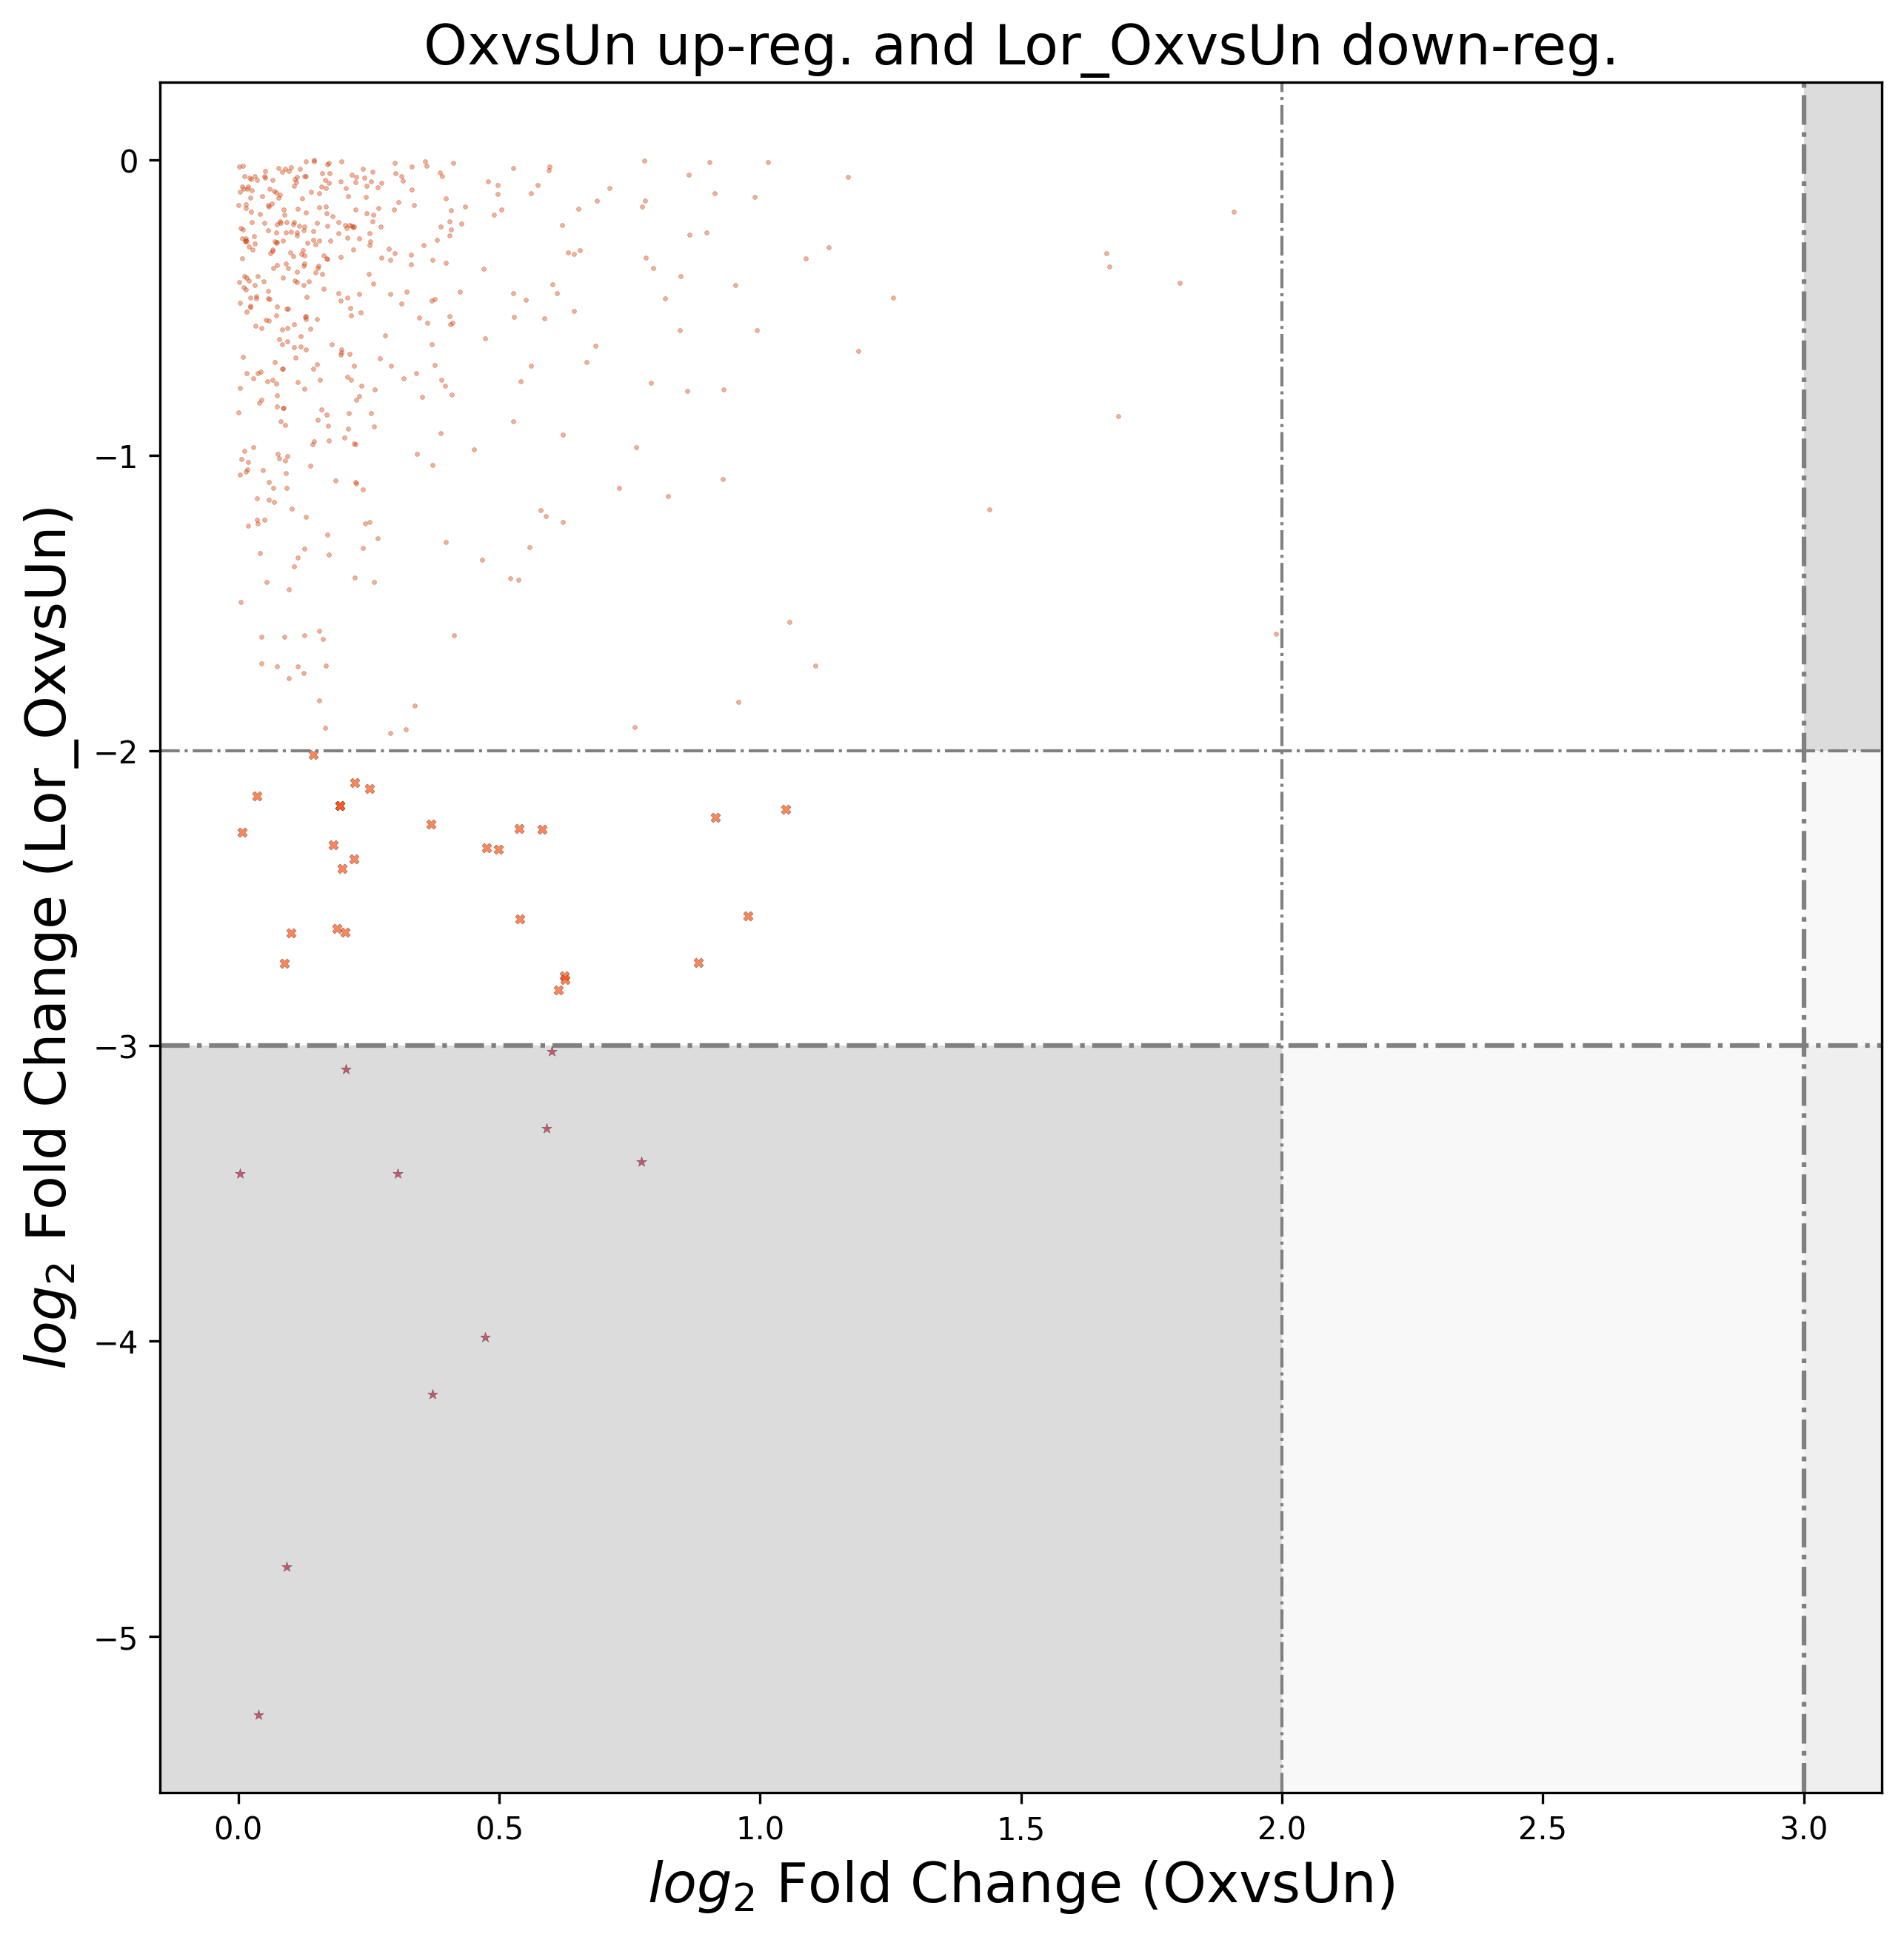 OxvsUn up-reg. and Lor_OxvsUn down-reg.
log2 Fold Change (Lor_OxvsUn)
0
−1
−2
−3
−4
−5
0.0 0.5 1.0 1.5 2.0 2.5 3.0
log2 Fold Change (OxvsUn)